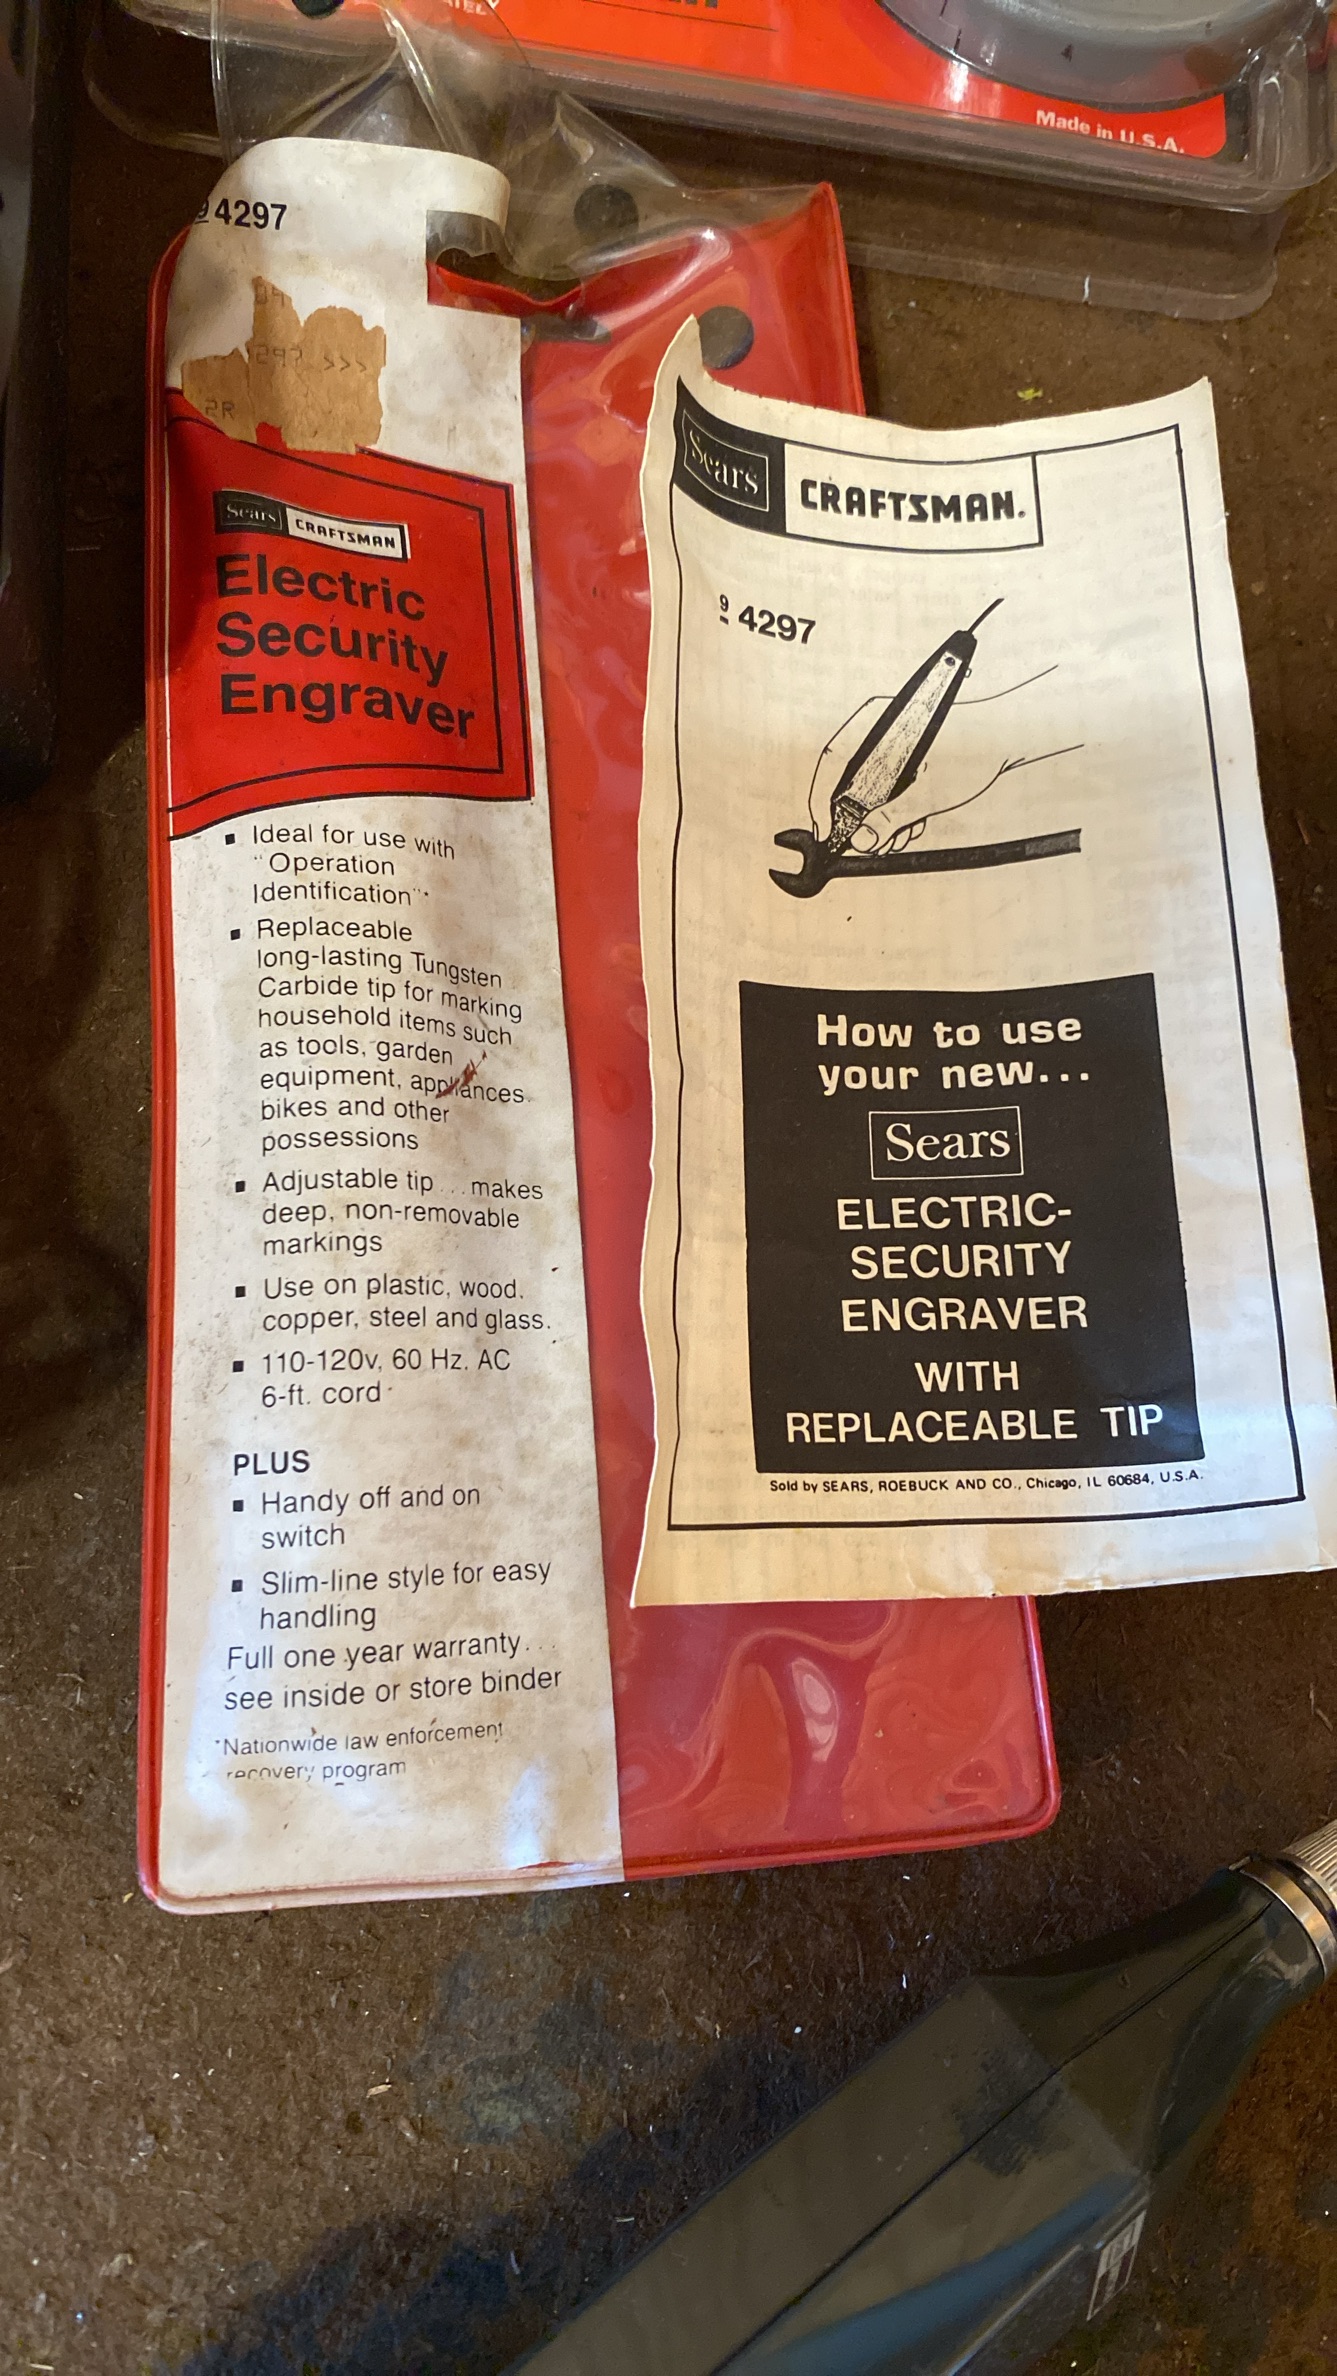 Made in U.S.A.
9 4297
4297 >>>
Sears CRAFTSMAN
Electric
Security
Engraver
▪ Ideal for use with
"Operation
Identification"*
▪ Replaceable
long-lasting Tungsten
Carbide tip for marking
household items such
as tools, garden
equipment, appliances.
bikes and other
possessions
▪ Adjustable tip ... makes
deep, non-removable
markings
▪ Use on plastic, wood,
copper, steel and glass.
▪ 110-120v, 60 Hz. AC
6-ft. cord
PLUS
▪ Handy off and on
switch
▪ Slim-line style for easy
handling
Full one year warranty...
see inside or store binder
*Nationwide law enforcement
recovery program
Sears CRAFTSMAN.
9 4297
How to use
your new...
Sears
ELECTRIC-
SECURITY
ENGRAVER
WITH
REPLACEABLE TIP
Sold by SEARS, ROEBUCK AND CO., Chicago, IL 60684, U.S.A.